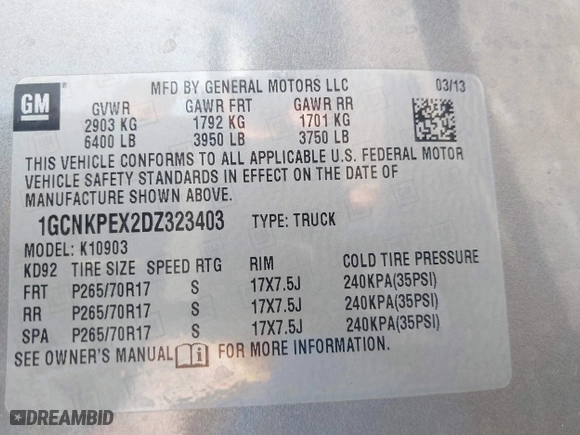 GM
MFD BY GENERAL MOTORS LLC 03/13
GVWR GAWR FRT GAWR RR
2903 KG 1792 KG 1701 KG
6400 LB 3950 LB 3750 LB
THIS VEHICLE CONFORMS TO ALL APPLICABLE U.S. FEDERAL MOTOR
VEHICLE SAFETY STANDARDS IN EFFECT ON THE DATE OF
MANUFACTURE SHOWN ABOVE.
1GCNKPEX2DZ323403 TYPE: TRUCK
MODEL: K10903
KD92 TIRE SIZE SPEED RTG RIM COLD TIRE PRESSURE
FRT P265/70R17 S 17X7.5J 240KPA(35PSI)
RR P265/70R17 S 17X7.5J 240KPA(35PSI)
SPA P265/70R17 S 17X7.5J 240KPA(35PSI)
SEE OWNER'S MANUAL FOR MORE INFORMATION.
DREAMBID